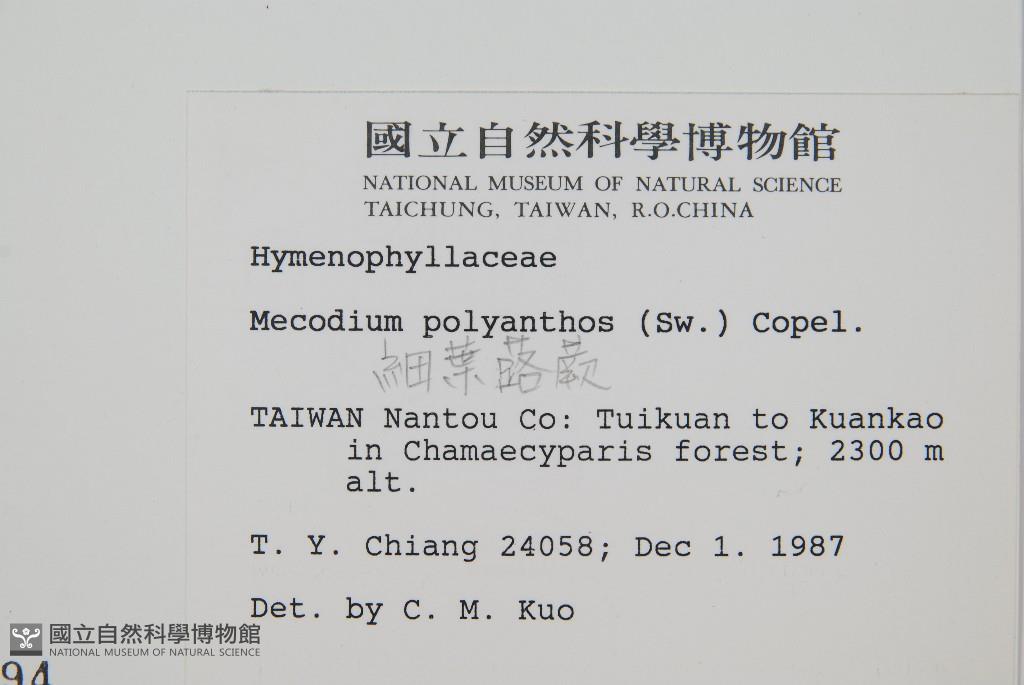 國立自然科學博物館
NATIONAL MUSEUM OF NATURAL SCIENCE
TAICHUNG, TAIWAN, R.O.CHINA
Hymenophyllaceae
Mecodium polyanthos (Sw.) Copel.
細葉蕗蕨
TAIWAN Nantou Co: Tuikuan to Kuankao
in Chamaecyparis forest; 2300 m
alt.
T. Y. Chiang 24058; Dec 1. 1987
Det. by C. M. Kuo
國立自然科學博物館
NATIONAL MUSEUM OF NATURAL SCIENCE
94